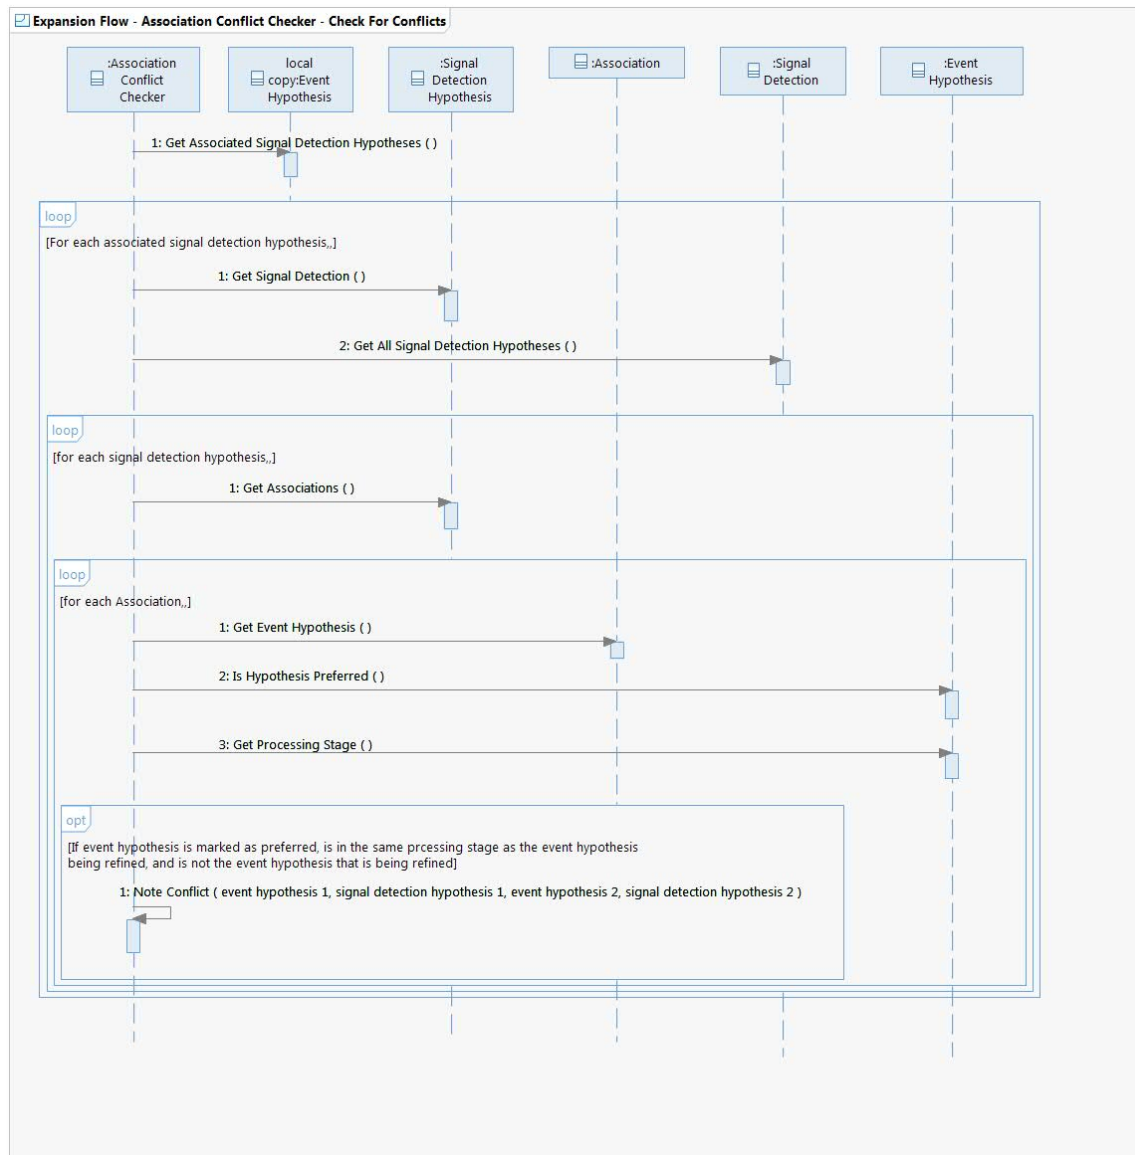 Expansion Flow - Association Conflict Checker - Check For Conflicts
:Association
Conflict
Checker
local
copy:Event
Hypothesis
:Signal
Detection
Hypothesis
:Association
:Signal
Detection
:Event
Hypothesis
1: Get Associated Signal Detection Hypotheses ( )
loop
[For each associated signal detection hypothesis,,]
1: Get Signal Detection ( )
2: Get All Signal Detection Hypotheses ( )
loop
[for each signal detection hypothesis,,]
1: Get Associations ( )
loop
[for each Association,,]
1: Get Event Hypothesis ( )
2: Is Hypothesis Preferred ( )
3: Get Processing Stage ( )
opt
[If event hypothesis is marked as preferred, is in the same prcessing stage as the event hypothesis
being refined, and is not the event hypothesis that is being refined]
1: Note Conflict ( event hypothesis 1, signal detection hypothesis 1, event hypothesis 2, signal detection hypothesis 2 )